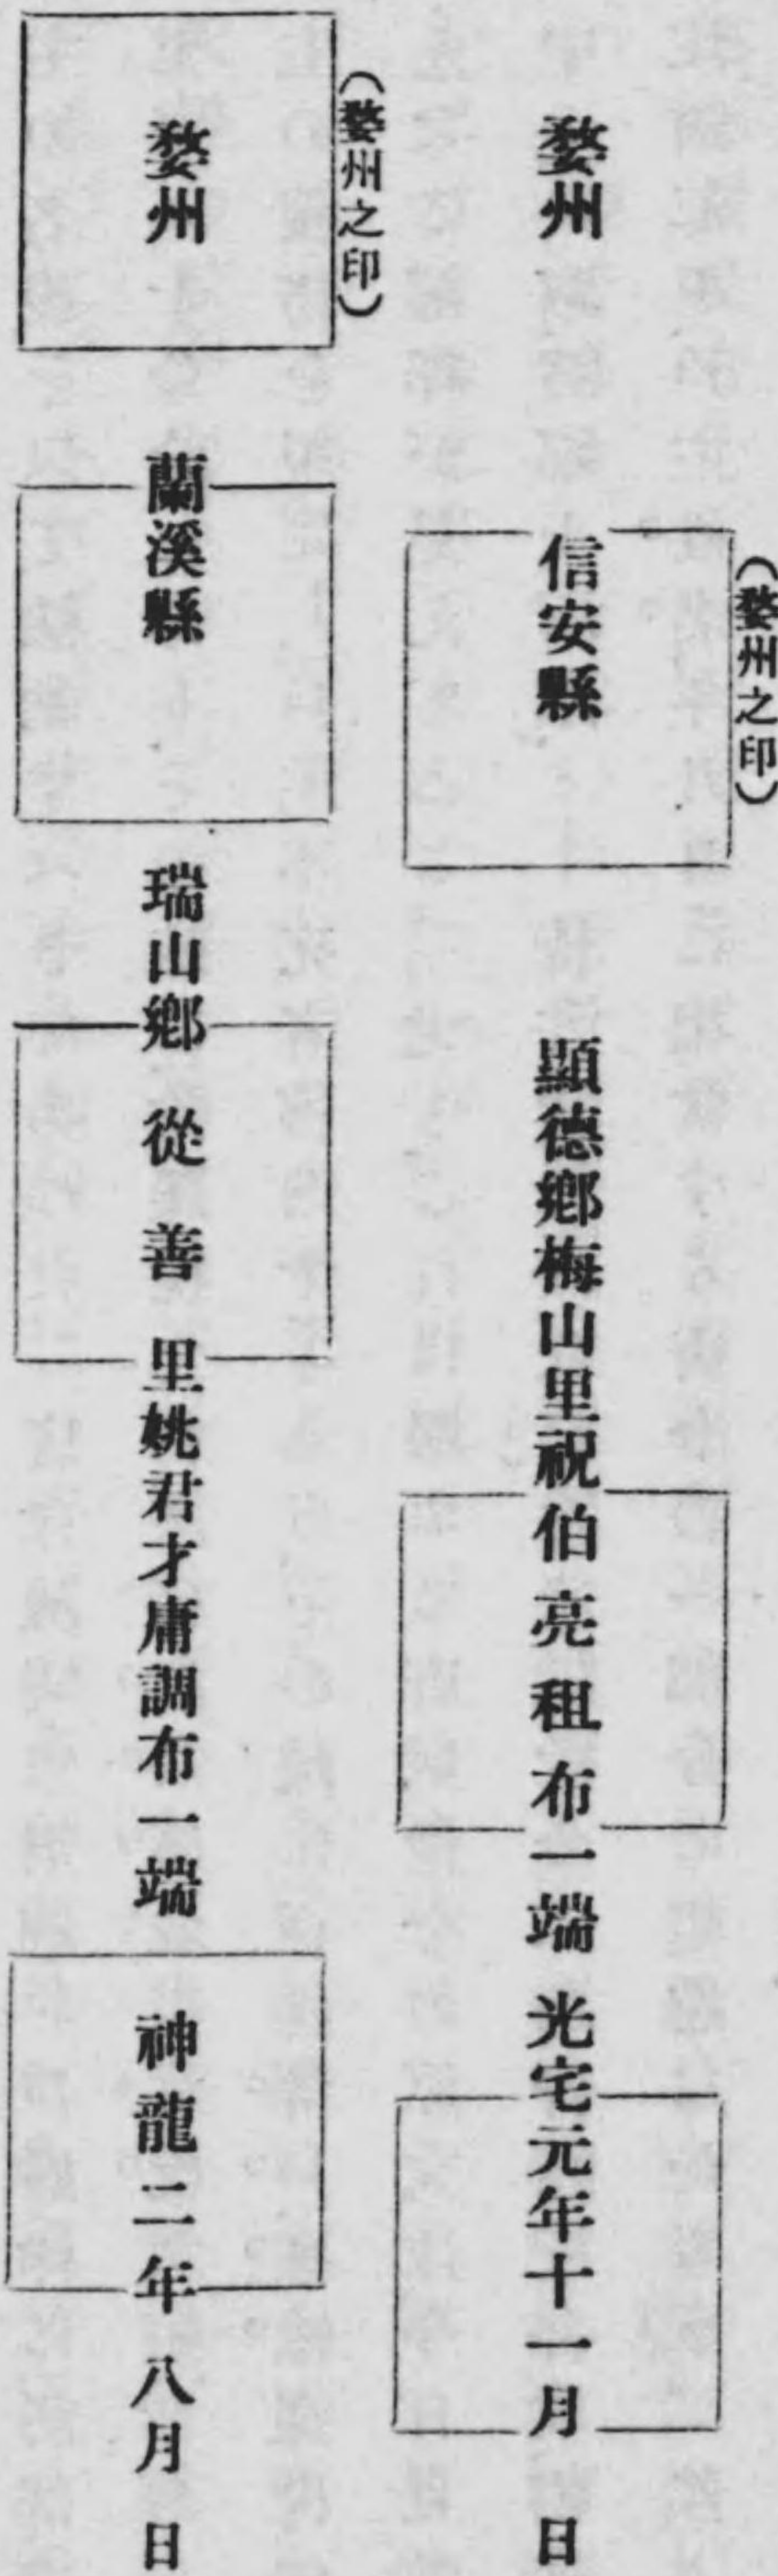 （婺州之印）
婺州 信安縣 顯德鄉梅山里祝伯亮租布一端 光宅元年十一月 日
（婺州之印）
婺州 蘭溪縣 瑞山鄉從善里姚君才庸調布一端 神龍二年八月 日